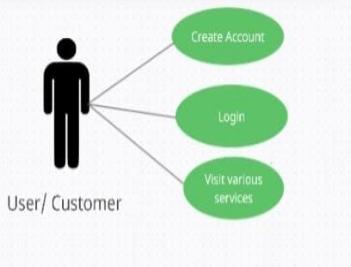 Create Account
Login
Visit various
services
User/ Customer